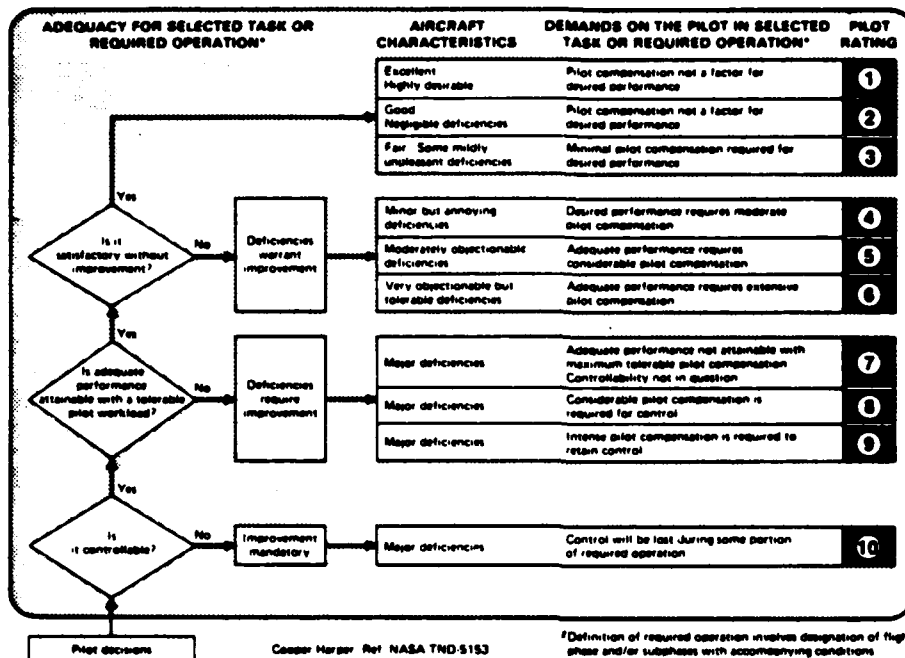 ADEQUACY FOR SELECTED TASK OR
REQUIRED OPERATION*
AIRCRAFT
CHARACTERISTICS
DEMANDS ON THE PILOT IN SELECTED
TASK OR REQUIRED OPERATION*
PILOT
RATING
Excellent
Highly desirable
Pilot compensation not a factor for
desired performance
1
Good
Negligible deficiencies
Pilot compensation not a factor for
desired performance
2
Fair Some mildly
unpleasant deficiencies
Minimal pilot compensation required for
desired performance
3
Yes
Is it
satisfactory without
improvement?
No
Deficiencies
warrant
improvement
Minor but annoying
deficiencies
Desired performance requires moderate
pilot compensation
4
Moderately objectionable
deficiencies
Adequate performance requires
considerable pilot compensation
5
Very objectionable but
tolerable deficiencies
Adequate performance requires extensive
pilot compensation
6
Yes
Is adequate
performance
attainable with a tolerable
pilot workload?
No
Deficiencies
require
improvement
Major deficiencies
Adequate performance not attainable with
maximum tolerable pilot compensation
Controllability not in question
7
Major deficiencies
Considerable pilot compensation is
required for control
8
Major deficiencies
Intense pilot compensation is required to
retain control
9
Yes
Is
it controllable?
No
Improvement
mandatory
Major deficiencies
Control will be lost during some portion
of required operation
10
Pilot decisions
Cooper Harper Ref NASA TND-5153
*Definition of required operation involves designation of flight
phase and/or subphases with accompanying conditions